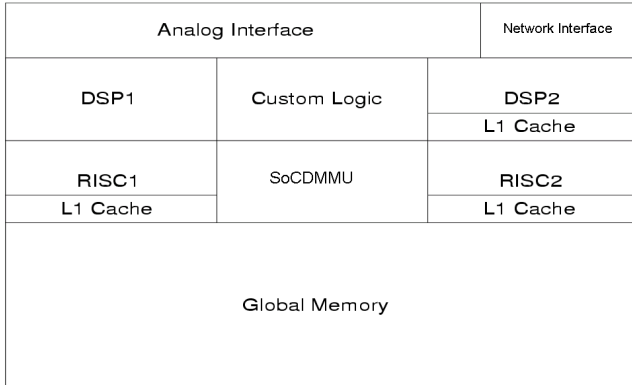 Analog Interface
Network Interface
DSP1
Custom Logic
DSP2
L1 Cache
RISC1
SoCDMMU
RISC2
L1 Cache
L1 Cache
Global Memory